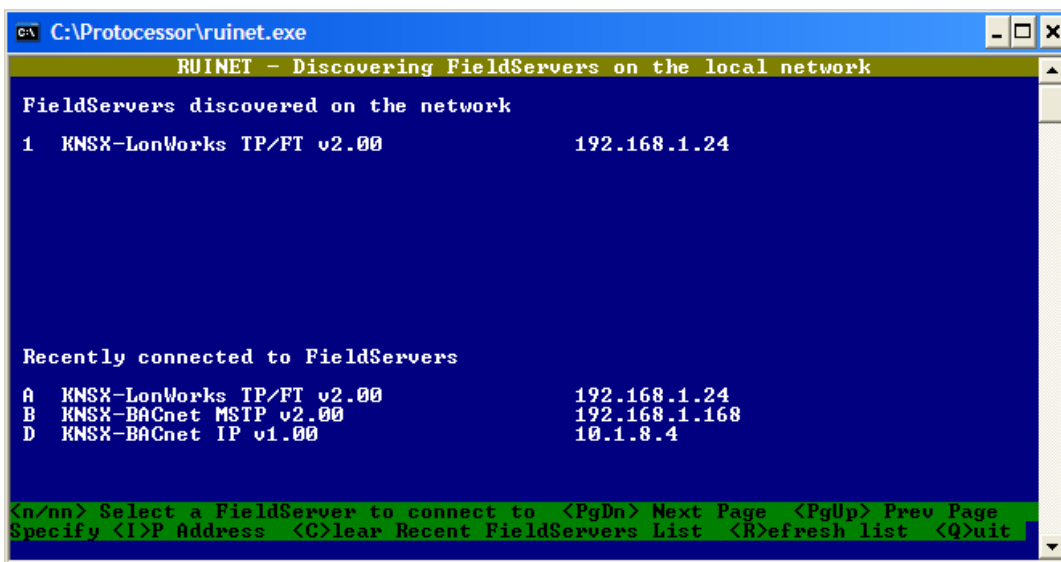 C:\Protocessor\ruinet.exe
RUINET - Discovering FieldServers on the local network
FieldServers discovered on the network
1 KNSX-LonWorks TP/FT v2.00 192.168.1.24
Recently connected to FieldServers
A KNSX-LonWorks TP/FT v2.00 192.168.1.24
B KNSX-BACnet MSTP v2.00 192.168.1.168
D KNSX-BACnet IP v1.00 10.1.8.4
<n/nn> Select a FieldServer to connect to <PgDn> Next Page <PgUp> Prev Page
Specify <I>P Address <C>lear Recent FieldServers List <R>efresh list <Q>uit